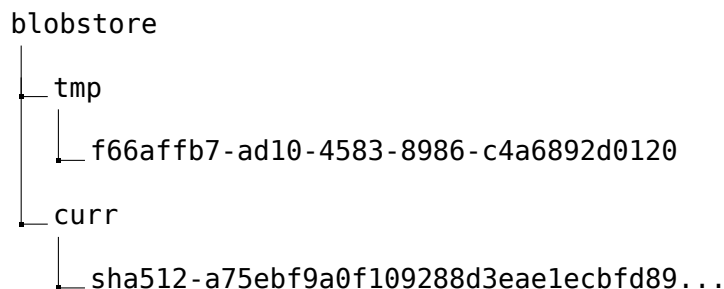 blobstore
tmp
f66affb7-ad10-4583-8986-c4a6892d0120
curr
sha512-a75ebf9a0f109288d3eae1ecbfd89...